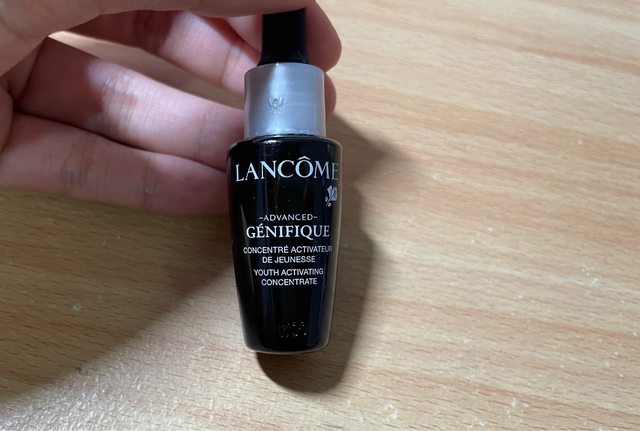 LANCÔME
-ADVANCED-
GÉNIFIQUE
CONCENTRÉ ACTIVATEUR
DE JEUNESSE
YOUTH ACTIVATING
CONCENTRATE